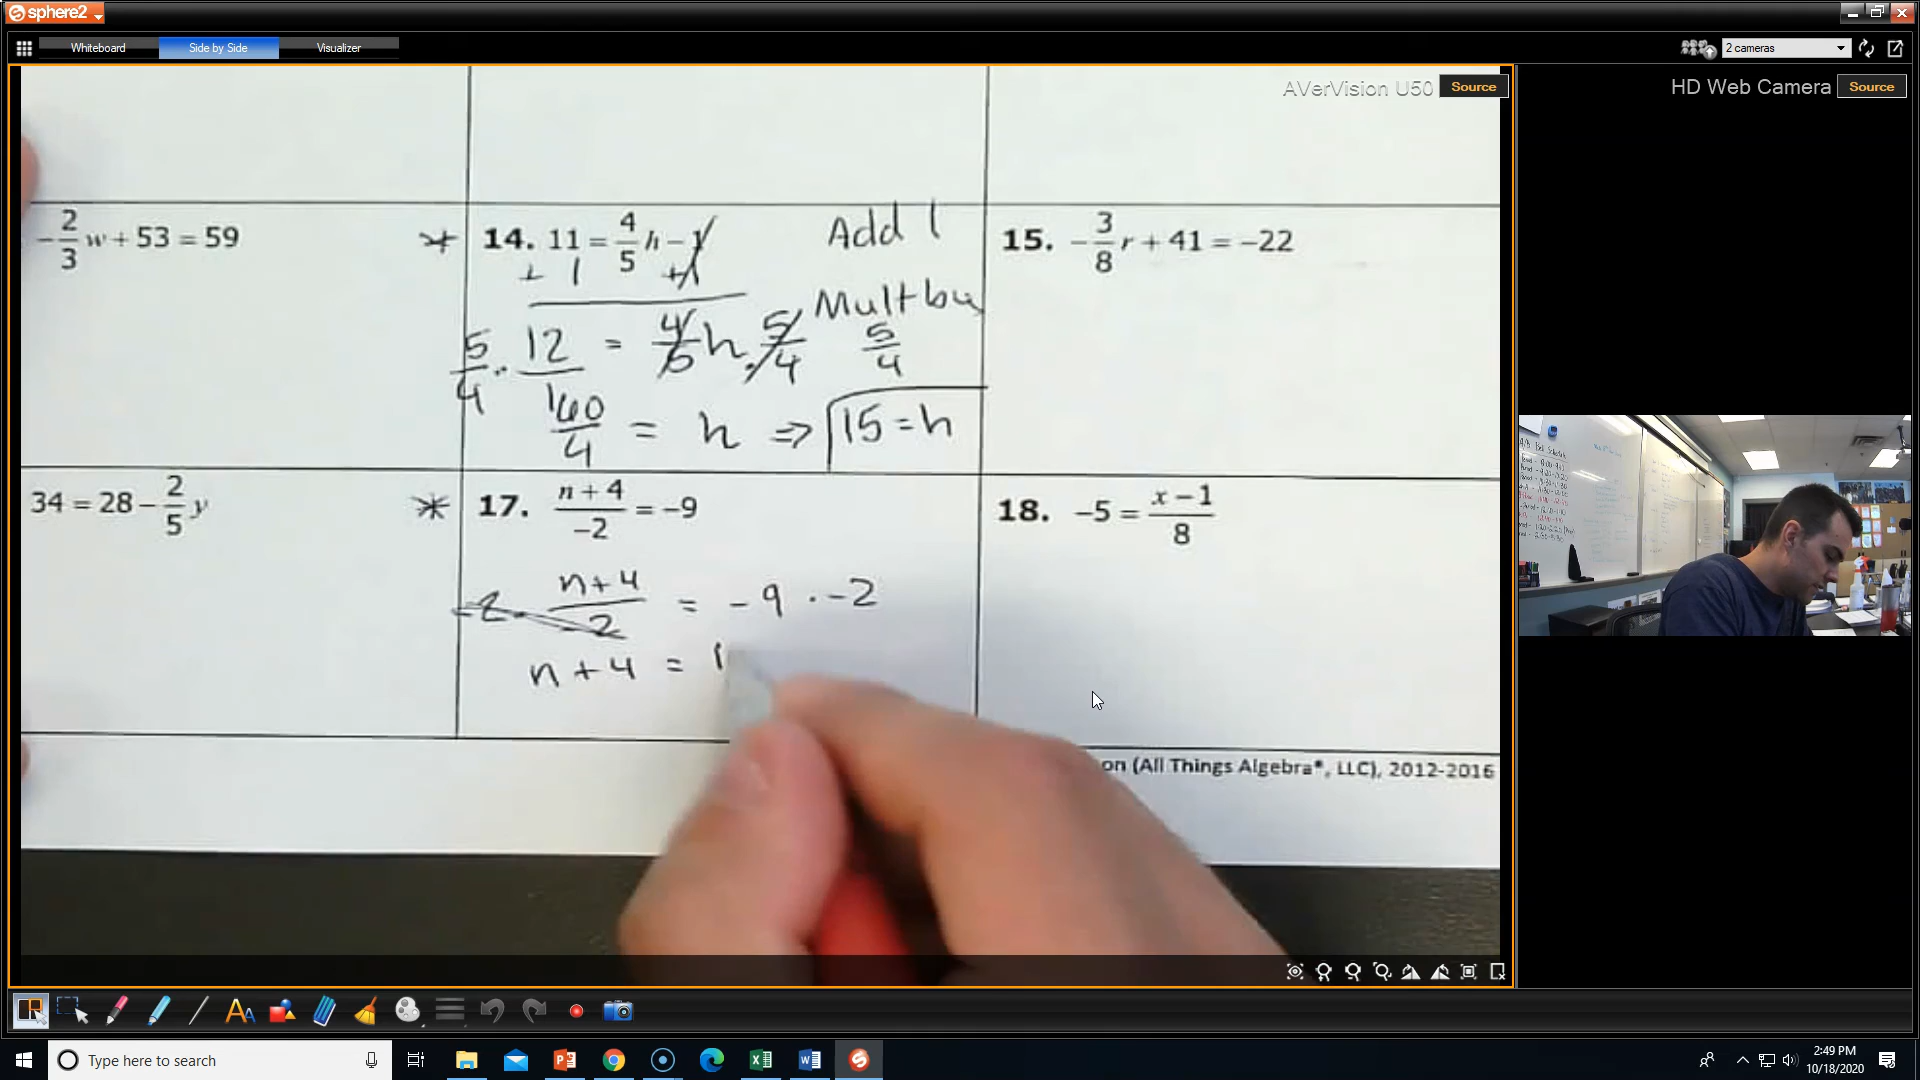 sphere2
Whiteboard Side by Side Visualizer
2 cameras
AVerVision U50 Source
HD Web Camera Source
-2/3 w + 53 = 59
* 14. 11 = 4/5 h - 1
+ 1 +1
Add 1
Mult by 5/4
5/4 · 12 = 4/5 h · 5/4
60/4 = h ⇒ 15 = h
15. -3/8 r + 41 = -22
34 = 28 - 2/5 y
* 17. (n + 4)/-2 = -9
-2 · (n+4)/-2 = -9 · -2
n + 4 = 1
18. -5 = (x - 1)/8
on (All Things Algebra®, LLC), 2012-2016
Type here to search
2:49 PM
10/18/2020